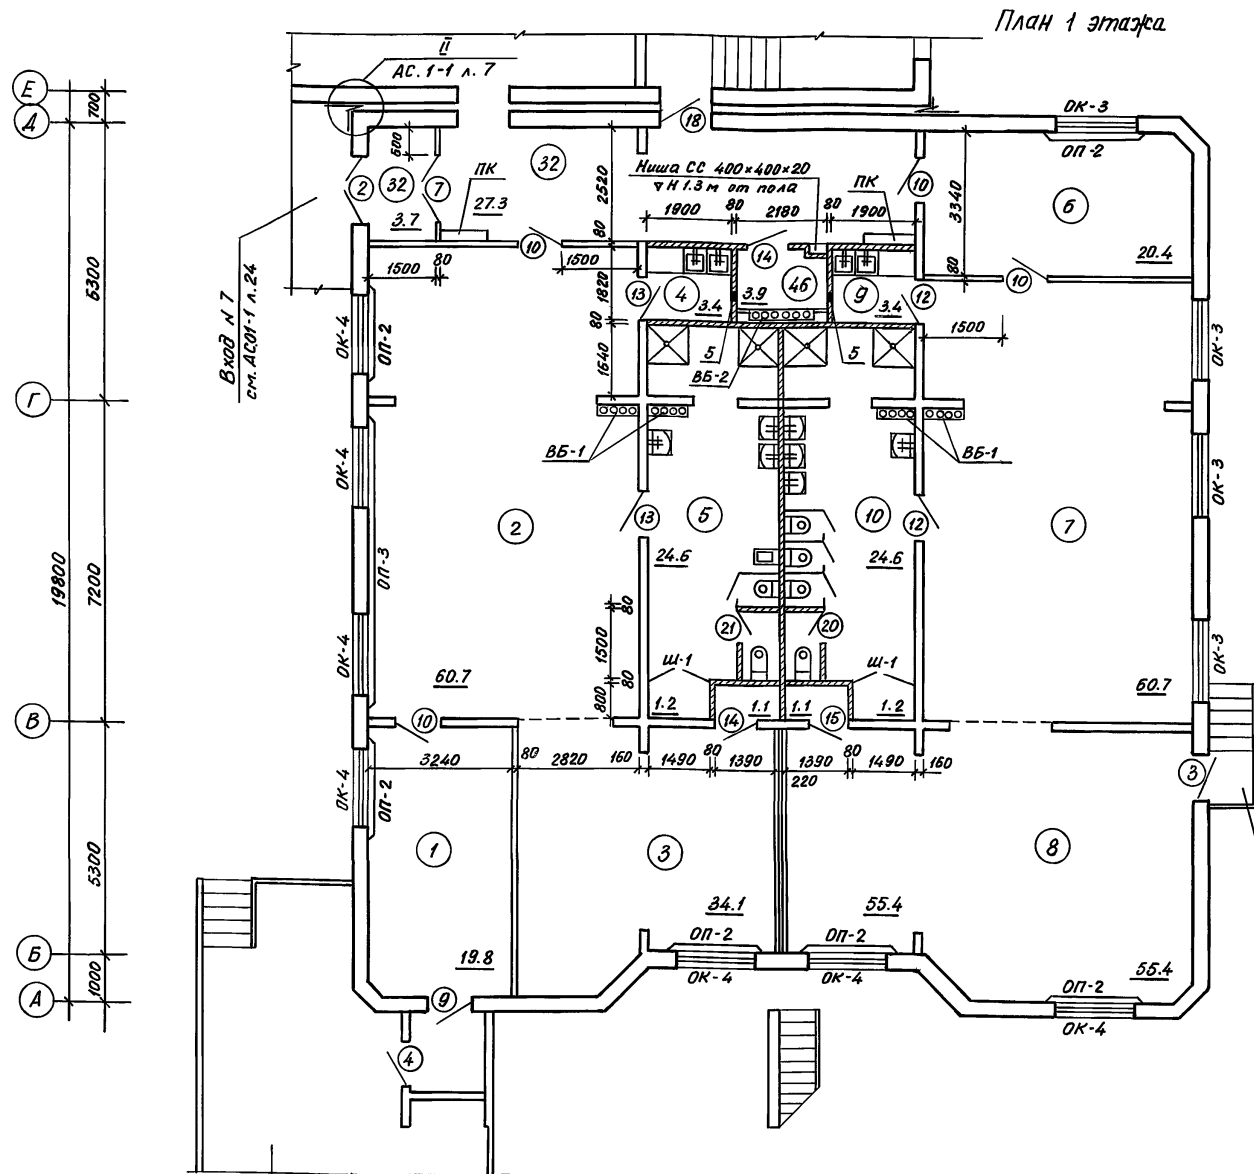 План 1 этажа
II
АС.1-1 л. 7
Е
Д
700
ОК-3
ОП-2
18
500
2
32
7
ПК
27.3
3.7
32
2520
Ниша СС 400×400×20
∇Н 1.3 м от пола
ПК
10
3340
6
20.4
80
1900
80
2180
80
1900
80
10
14
10
80
1500
80
1500
1820
13
4
3.4
3.9
46
9
3.4
12
1500
5300
Вход N 7
см. АС.01-1 л.24
ОК-4
ОП-2
80
1640
5
ВБ-2
5
ОК-3
Г
ВБ-1
ВБ-1
ОК-4
ОК-3
19800
7200
2
13
5
10
12
7
ОП-3
24.6
24.6
80
21
20
1500
ОК-4
ОК-3
Ш-1
Ш-1
80
800
60.7
1.2
1.1
1.1
1.2
60.7
В
10
14
15
3240
80
2820
160
1490
80
1390
1390
80
1490
160
220
3
ОК-4
ОП-2
5300
1
3
8
34.1
55.4
ОП-2
ОП-2
Б
19.8
ОК-4
ОК-4
55.4
1000
А
9
ОП-2
ОК-4
4